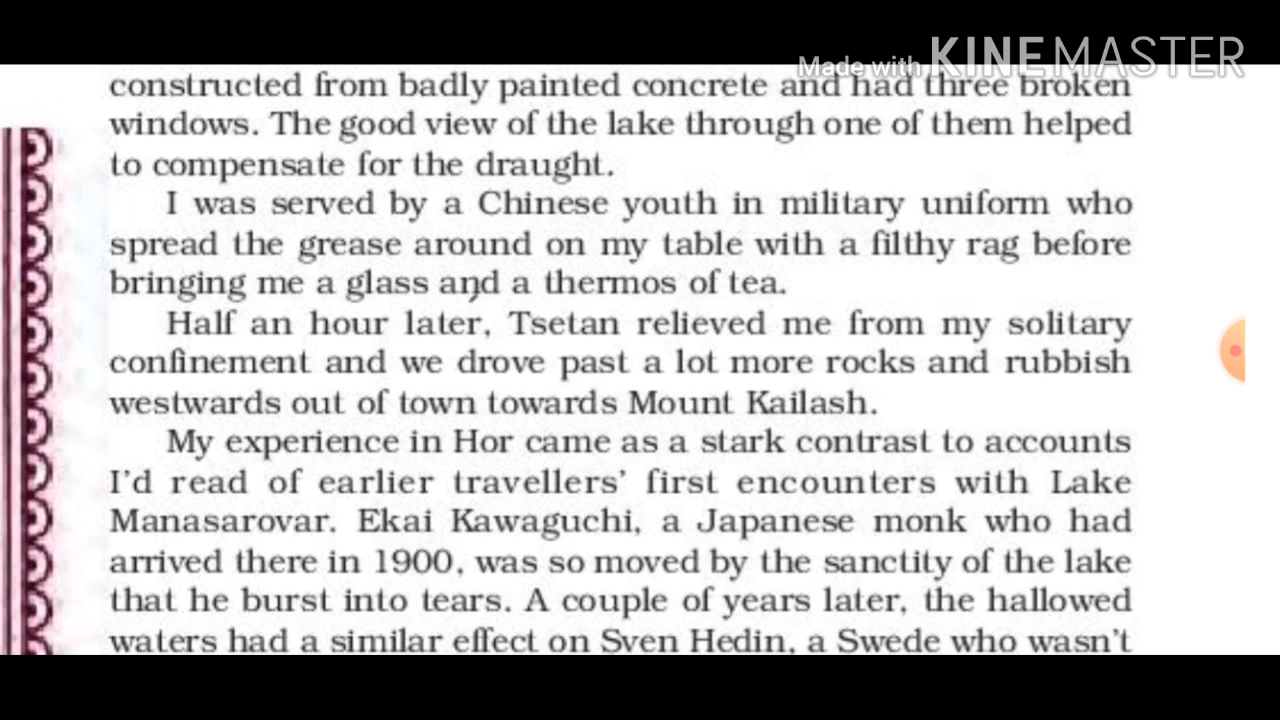 Made with KINEMASTER
constructed from badly painted concrete and had three broken
windows. The good view of the lake through one of them helped
to compensate for the draught.
I was served by a Chinese youth in military uniform who
spread the grease around on my table with a filthy rag before
bringing me a glass and a thermos of tea.
Half an hour later, Tsetan relieved me from my solitary
confinement and we drove past a lot more rocks and rubbish
westwards out of town towards Mount Kailash.
My experience in Hor came as a stark contrast to accounts
I'd read of earlier travellers' first encounters with Lake
Manasarovar. Ekai Kawaguchi, a Japanese monk who had
arrived there in 1900, was so moved by the sanctity of the lake
that he burst into tears. A couple of years later, the hallowed
waters had a similar effect on Sven Hedin, a Swede who wasn't